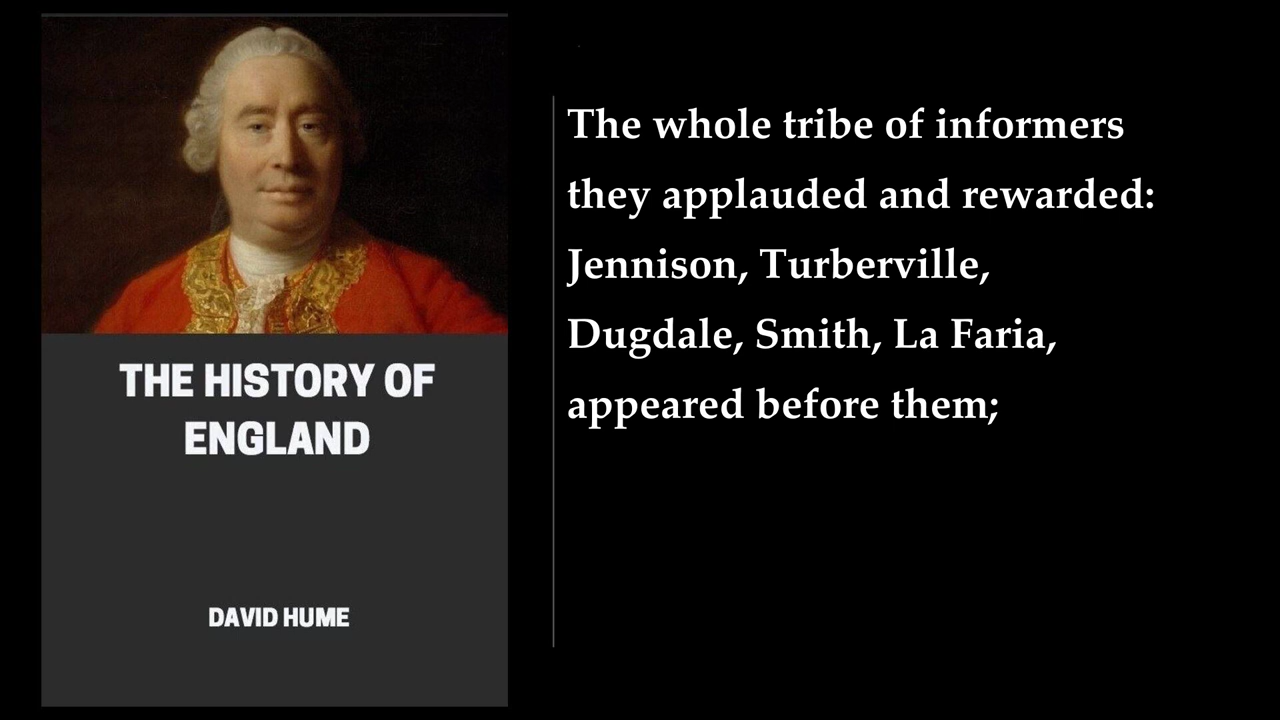 THE HISTORY OF
ENGLAND
DAVID HUME
The whole tribe of informers
they applauded and rewarded:
Jennison, Turberville,
Dugdale, Smith, La Faria,
appeared before them;